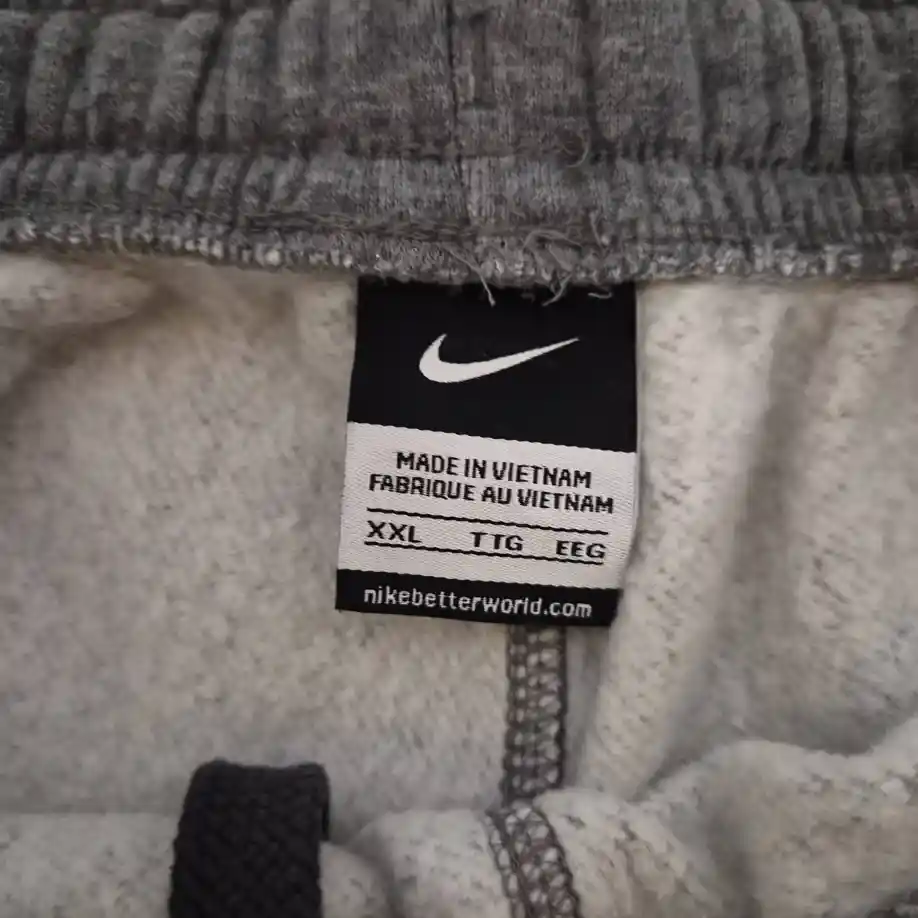 MADE IN VIETNAM
FABRIQUE AU VIETNAM
XXL TTG EEG
nikebetterworld.com